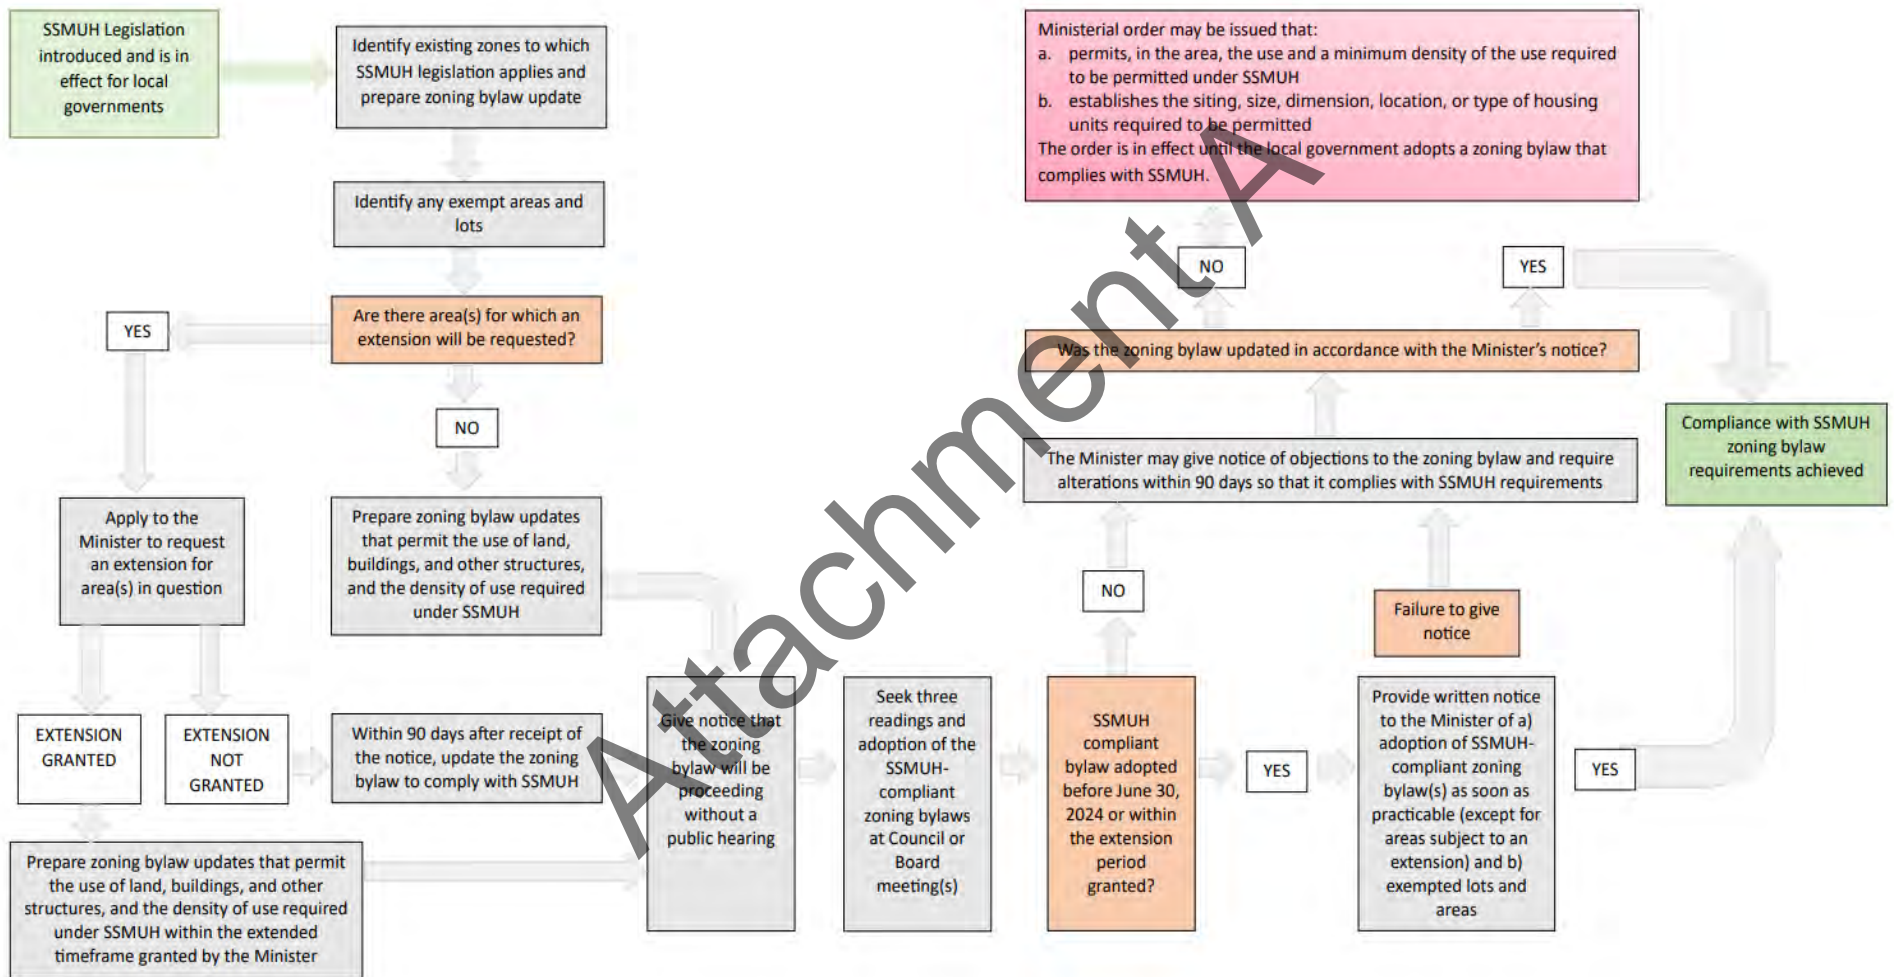 SSMUH Legislation
introduced and is in
effect for local
governments
Identify existing zones to which
SSMUH legislation applies and
prepare zoning bylaw update
Identify any exempt areas and
lots
Are there area(s) for which an
extension will be requested?
YES
NO
Apply to the
Minister to request
an extension for
area(s) in question
Prepare zoning bylaw updates
that permit the use of land,
buildings, and other structures,
and the density of use required
under SSMUH
EXTENSION
GRANTED
EXTENSION
NOT
GRANTED
Within 90 days after receipt of
the notice, update the zoning
bylaw to comply with SSMUH
Prepare zoning bylaw updates that permit
the use of land, buildings, and other
structures, and the density of use required
under SSMUH within the extended
timeframe granted by the Minister
Give notice that
the zoning
bylaw will be
proceeding
without a
public hearing
Seek three
readings and
adoption of the
SSMUH-
compliant
zoning bylaws
at Council or
Board
meeting(s)
SSMUH
compliant
bylaw adopted
before June 30,
2024 or within
the extension
period
granted?
NO
YES
Provide written notice
to the Minister of a)
adoption of SSMUH-
compliant zoning
bylaw(s) as soon as
practicable (except for
areas subject to an
extension) and b)
exempted lots and
areas
YES
Failure to give
notice
The Minister may give notice of objections to the zoning bylaw and require
alterations within 90 days so that it complies with SSMUH requirements
Was the zoning bylaw updated in accordance with the Minister's notice?
NO
YES
Ministerial order may be issued that:
a. permits, in the area, the use and a minimum density of the use required
to be permitted under SSMUH
b. establishes the siting, size, dimension, location, or type of housing
units required to be permitted
The order is in effect until the local government adopts a zoning bylaw that
complies with SSMUH.
Compliance with SSMUH
zoning bylaw
requirements achieved
Attachment A